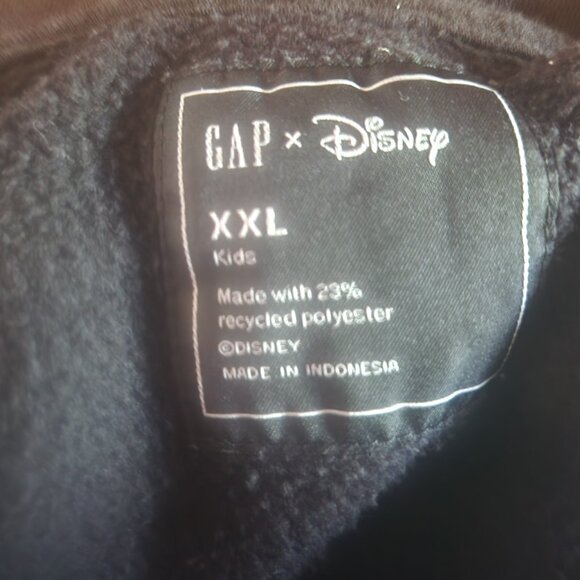 GAP × Disney
XXL
Kids
Made with 23%
recycled polyester
©DISNEY
MADE IN INDONESIA